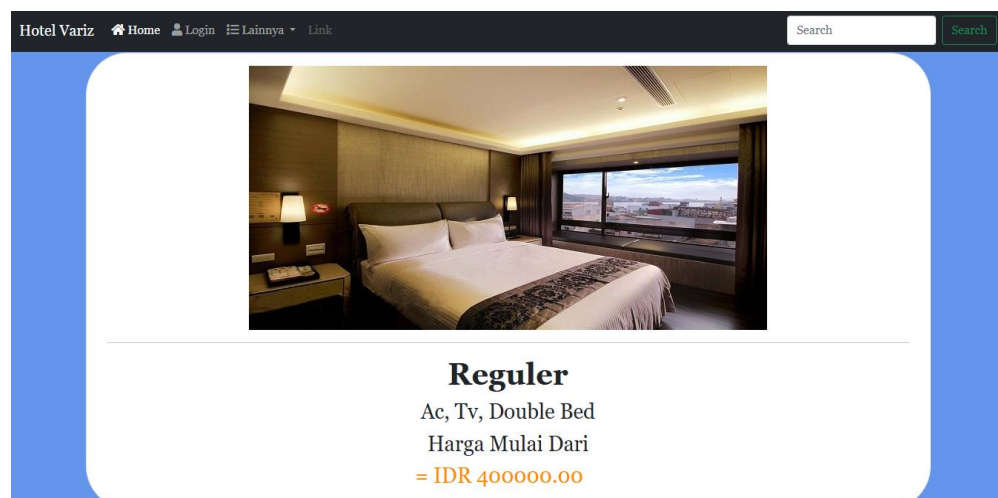 Hotel Variz Home Login Lainnya Link Search Search
Reguler
Ac, Tv, Double Bed
Harga Mulai Dari
= IDR 400000.00